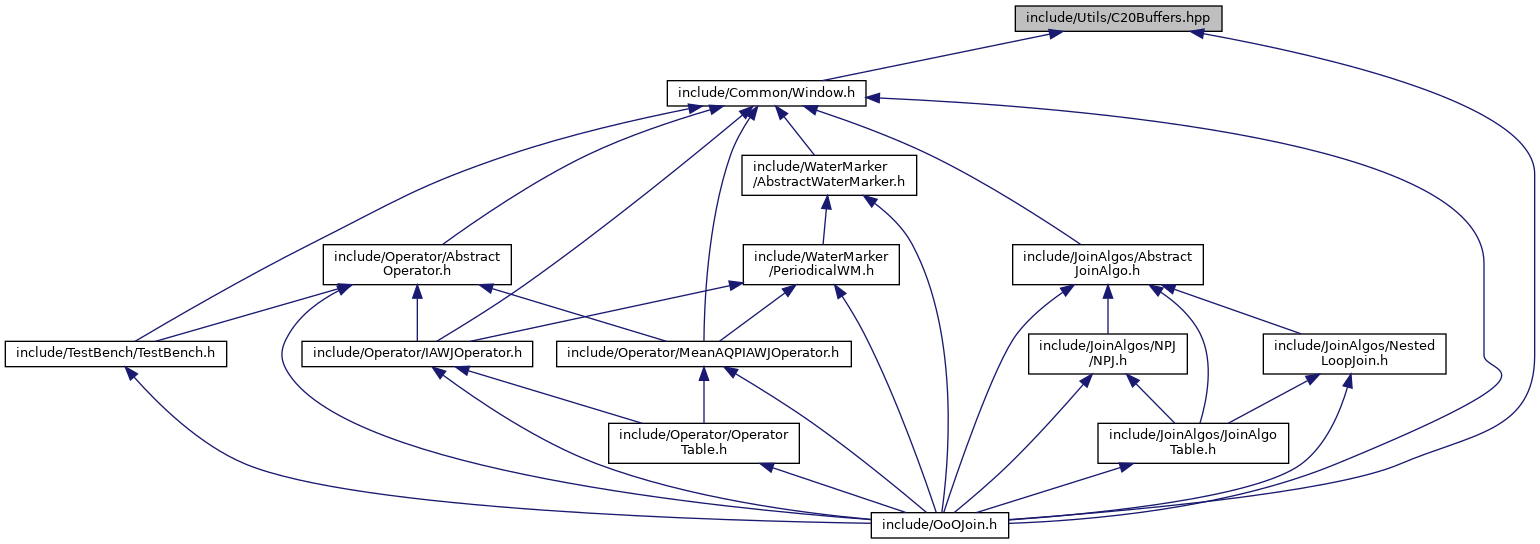 include/Utils/C20Buffers.hpp
include/Common/Window.h
include/WaterMarker
/AbstractWaterMarker.h
include/Operator/Abstract
Operator.h
include/WaterMarker
/PeriodicalWM.h
include/JoinAlgos/Abstract
JoinAlgo.h
include/TestBench/TestBench.h
include/Operator/IAWJOperator.h
include/Operator/MeanAQPIAWJOperator.h
include/JoinAlgos/NPJ
/NPJ.h
include/JoinAlgos/Nested
LoopJoin.h
include/Operator/Operator
Table.h
include/JoinAlgos/JoinAlgo
Table.h
include/OoOJoin.h